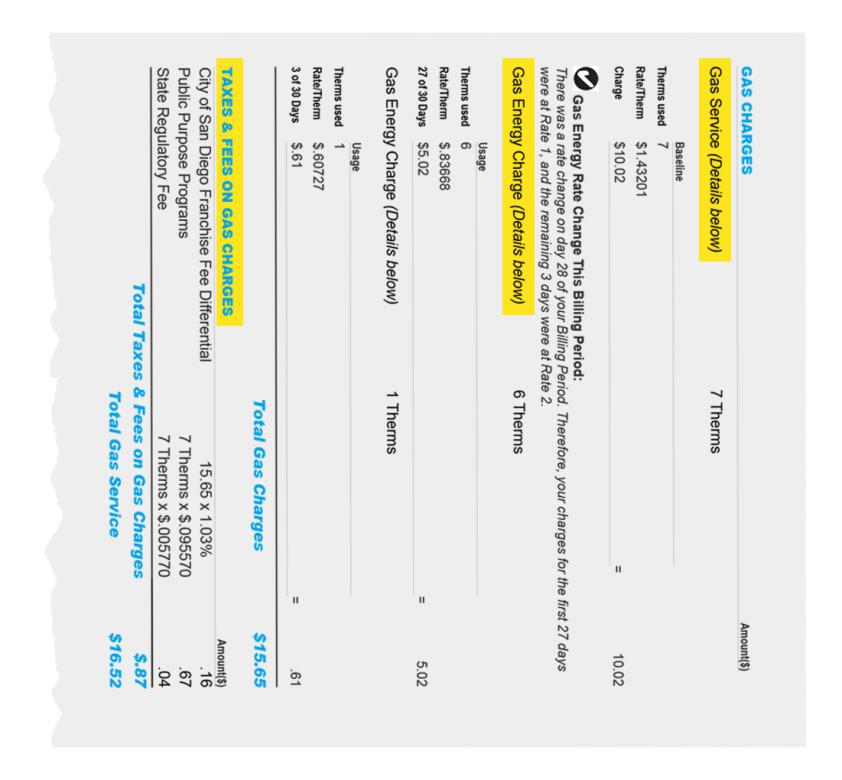 GAS CHARGES Amount($)
Gas Service (Details below) 7 Therms
Baseline
Therms used 7
Rate/Therm $1.43201
Charge $10.02 = 10.02
Gas Energy Rate Change This Billing Period:
There was a rate change on day 28 of your Billing Period. Therefore, your charges for the first 27 days
were at Rate 1, and the remaining 3 days were at Rate 2.
Gas Energy Charge (Details below) 6 Therms
Usage
Therms used 6
Rate/Therm $.83668
27 of 30 Days $5.02 = 5.02
Gas Energy Charge (Details below) 1 Therms
Usage
Therms used 1
Rate/Therm $.60727
3 of 30 Days $.61 = .61
Total Gas Charges $15.65
TAXES & FEES ON GAS CHARGES Amount($)
City of San Diego Franchise Fee Differential 15.65 x 1.03% .16
Public Purpose Programs 7 Therms x $.095570 .67
State Regulatory Fee 7 Therms x $.005770 .04
Total Taxes & Fees on Gas Charges $.87
Total Gas Service $16.52